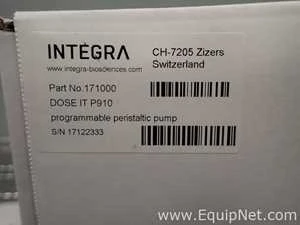 INTEGRA
www.integra-biosciences.com
CH-7205 Zizers
Switzerland
Part No.171000
DOSE IT P910
programmable peristaltic pump
S/N 17122333
www.EquipNet.com